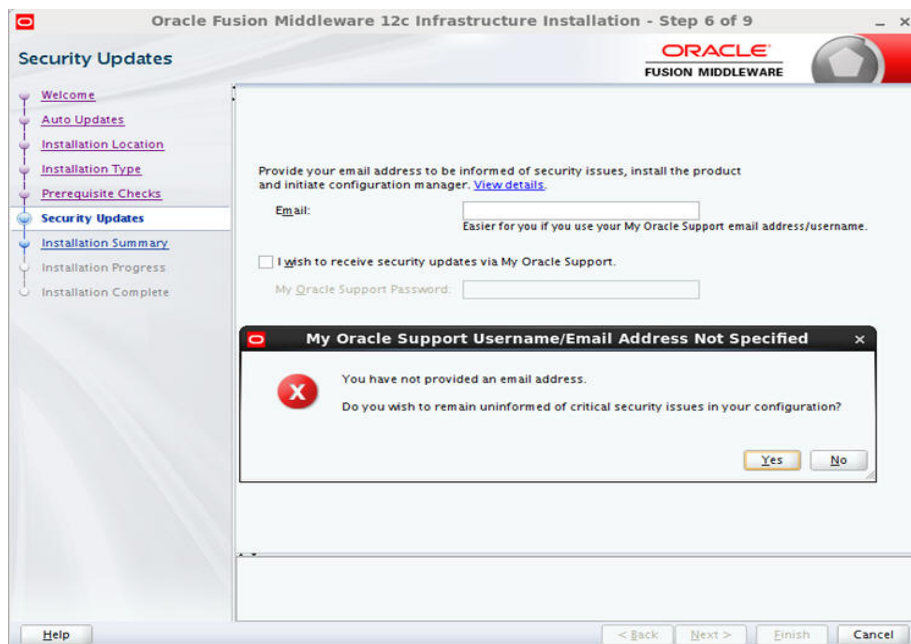 Oracle Fusion Middleware 12c Infrastructure Installation - Step 6 of 9
Security Updates
ORACLE
FUSION MIDDLEWARE
Welcome
Auto Updates
Installation Location
Installation Type
Prerequisite Checks
Security Updates
Installation Summary
Installation Progress
Installation Complete
Provide your email address to be informed of security issues, install the product
and initiate configuration manager. View details.
Email:
Easier for you if you use your My Oracle Support email address/username.
I wish to receive security updates via My Oracle Support.
My Oracle Support Password:
My Oracle Support Username/Email Address Not Specified
You have not provided an email address.
Do you wish to remain uninformed of critical security issues in your configuration?
Yes No
Help < Back Next > Finish Cancel